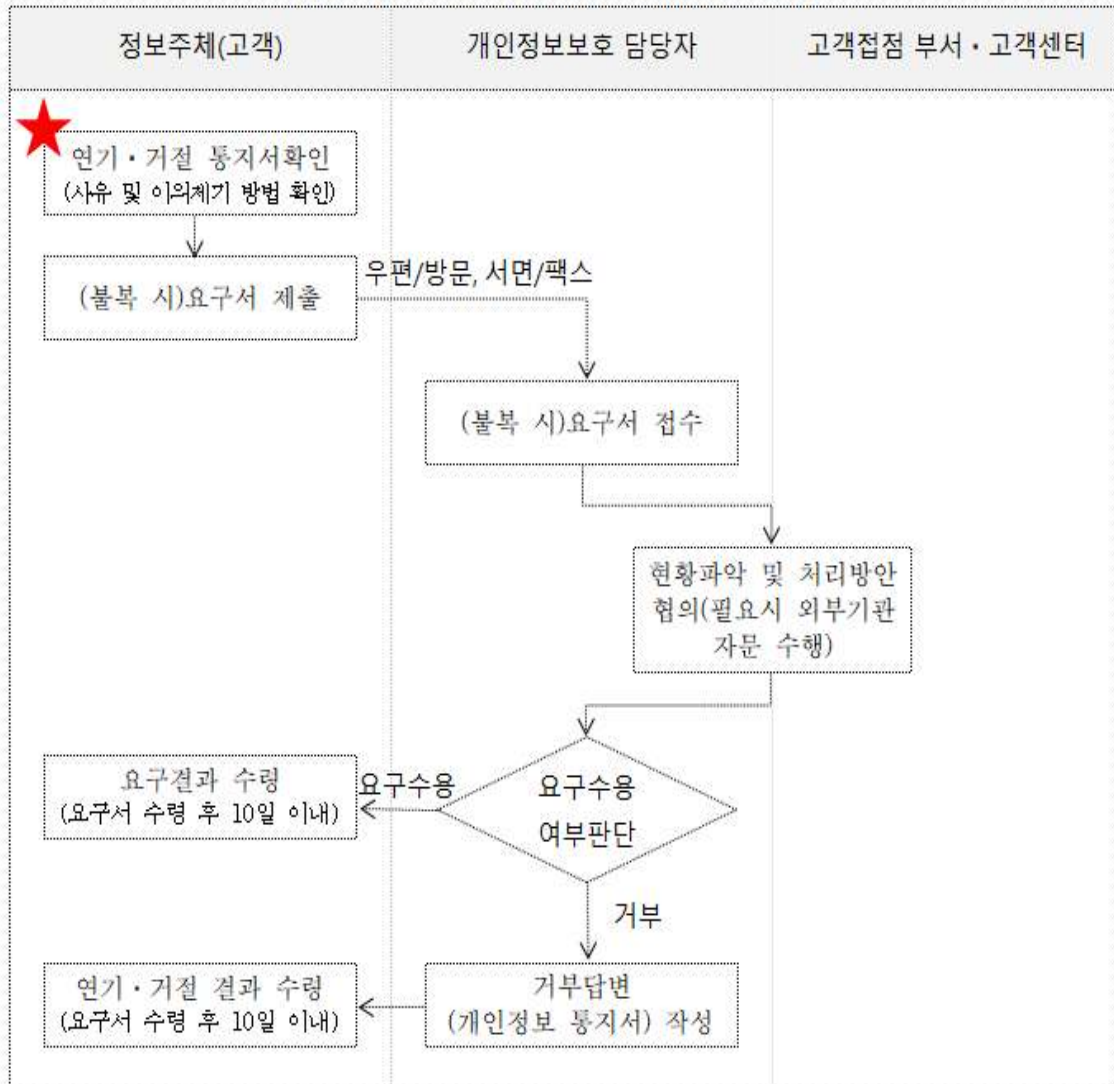 정보주체(고객)
개인정보보호 담당자
고객접점 부서・고객센터
연기・거절 통지서확인
(사유 및 이의제기 방법 확인)
(불복 시)요구서 제출
우편/방문, 서면/팩스
(불복 시)요구서 접수
현황파악 및 처리방안
협의(필요시 외부기관
자문 수행)
요구수용
여부판단
요구수용
요구결과 수령
(요구서 수령 후 10일 이내)
거부
거부답변
(개인정보 통지서) 작성
연기・거절 결과 수령
(요구서 수령 후 10일 이내)